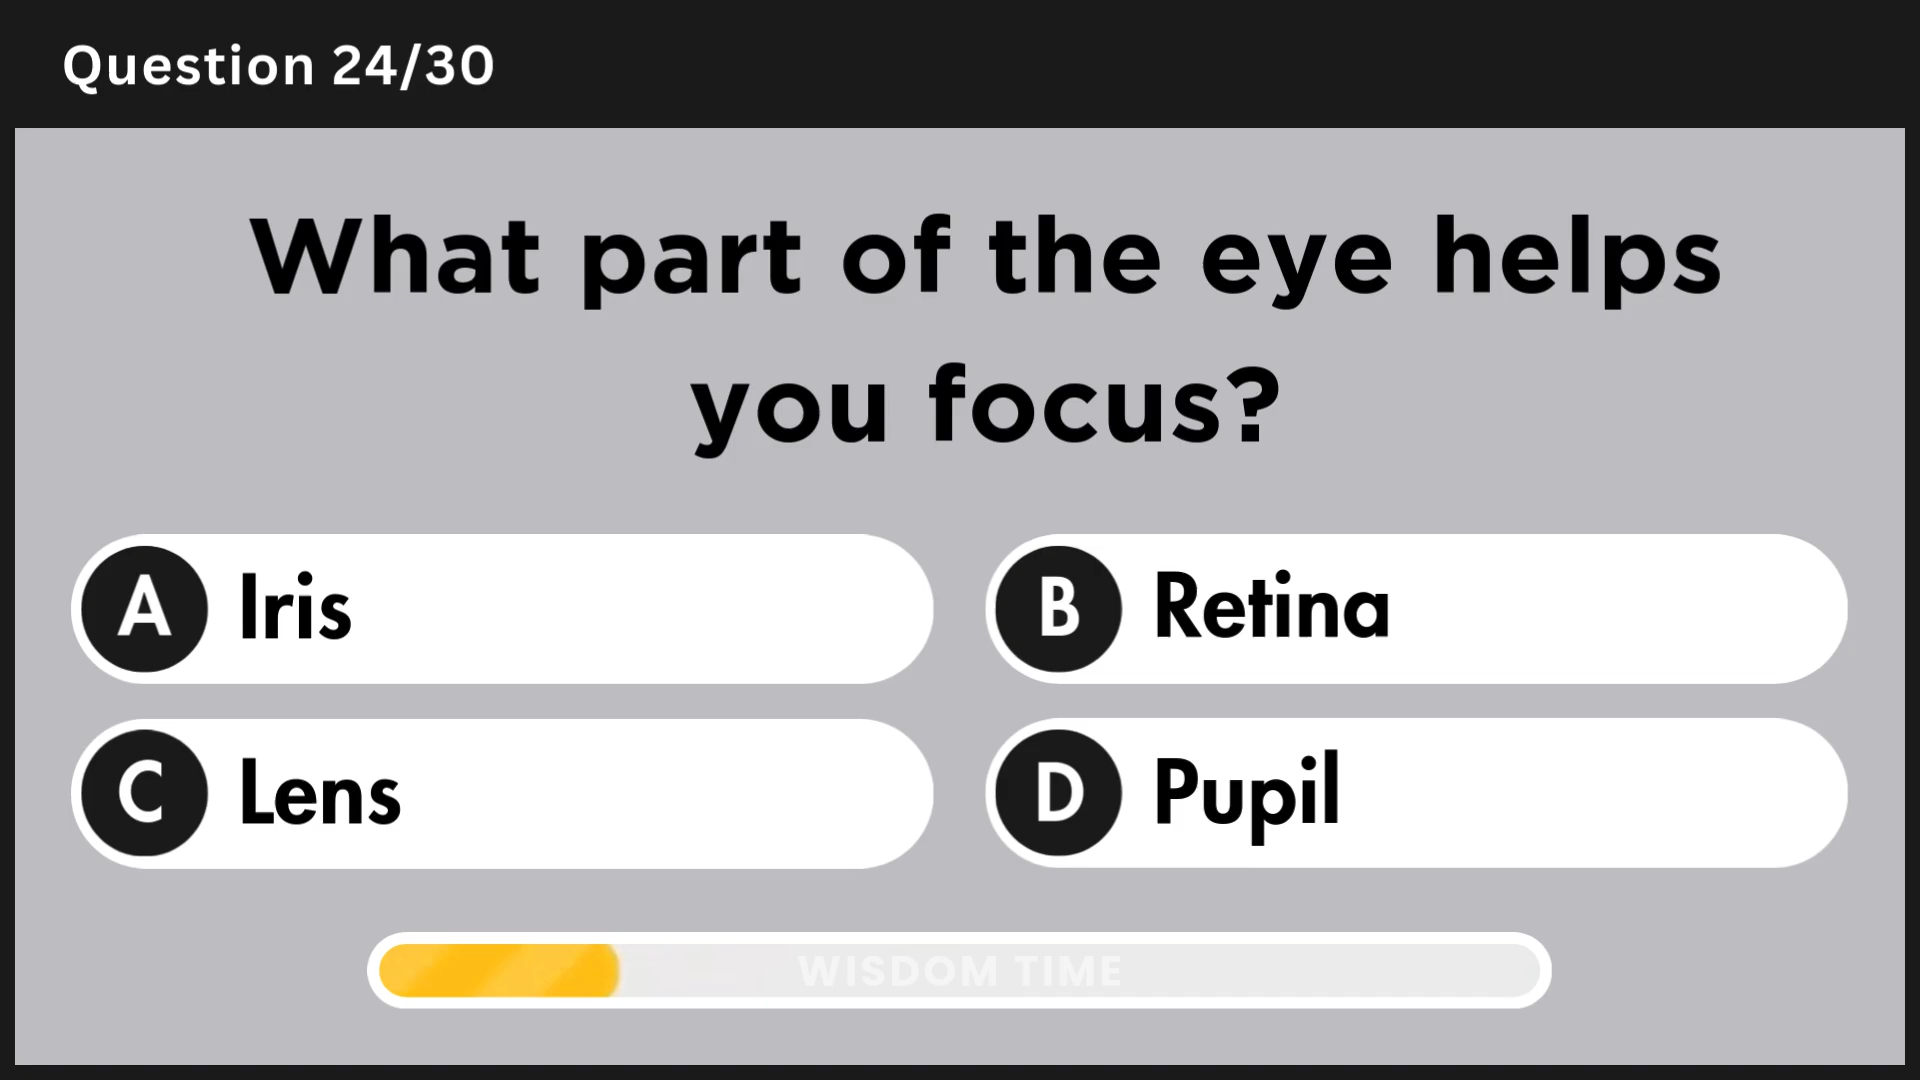 Question 24/30
What part of the eye helps
you focus?
A Iris
B Retina
C Lens
D Pupil
WISDOM TIME